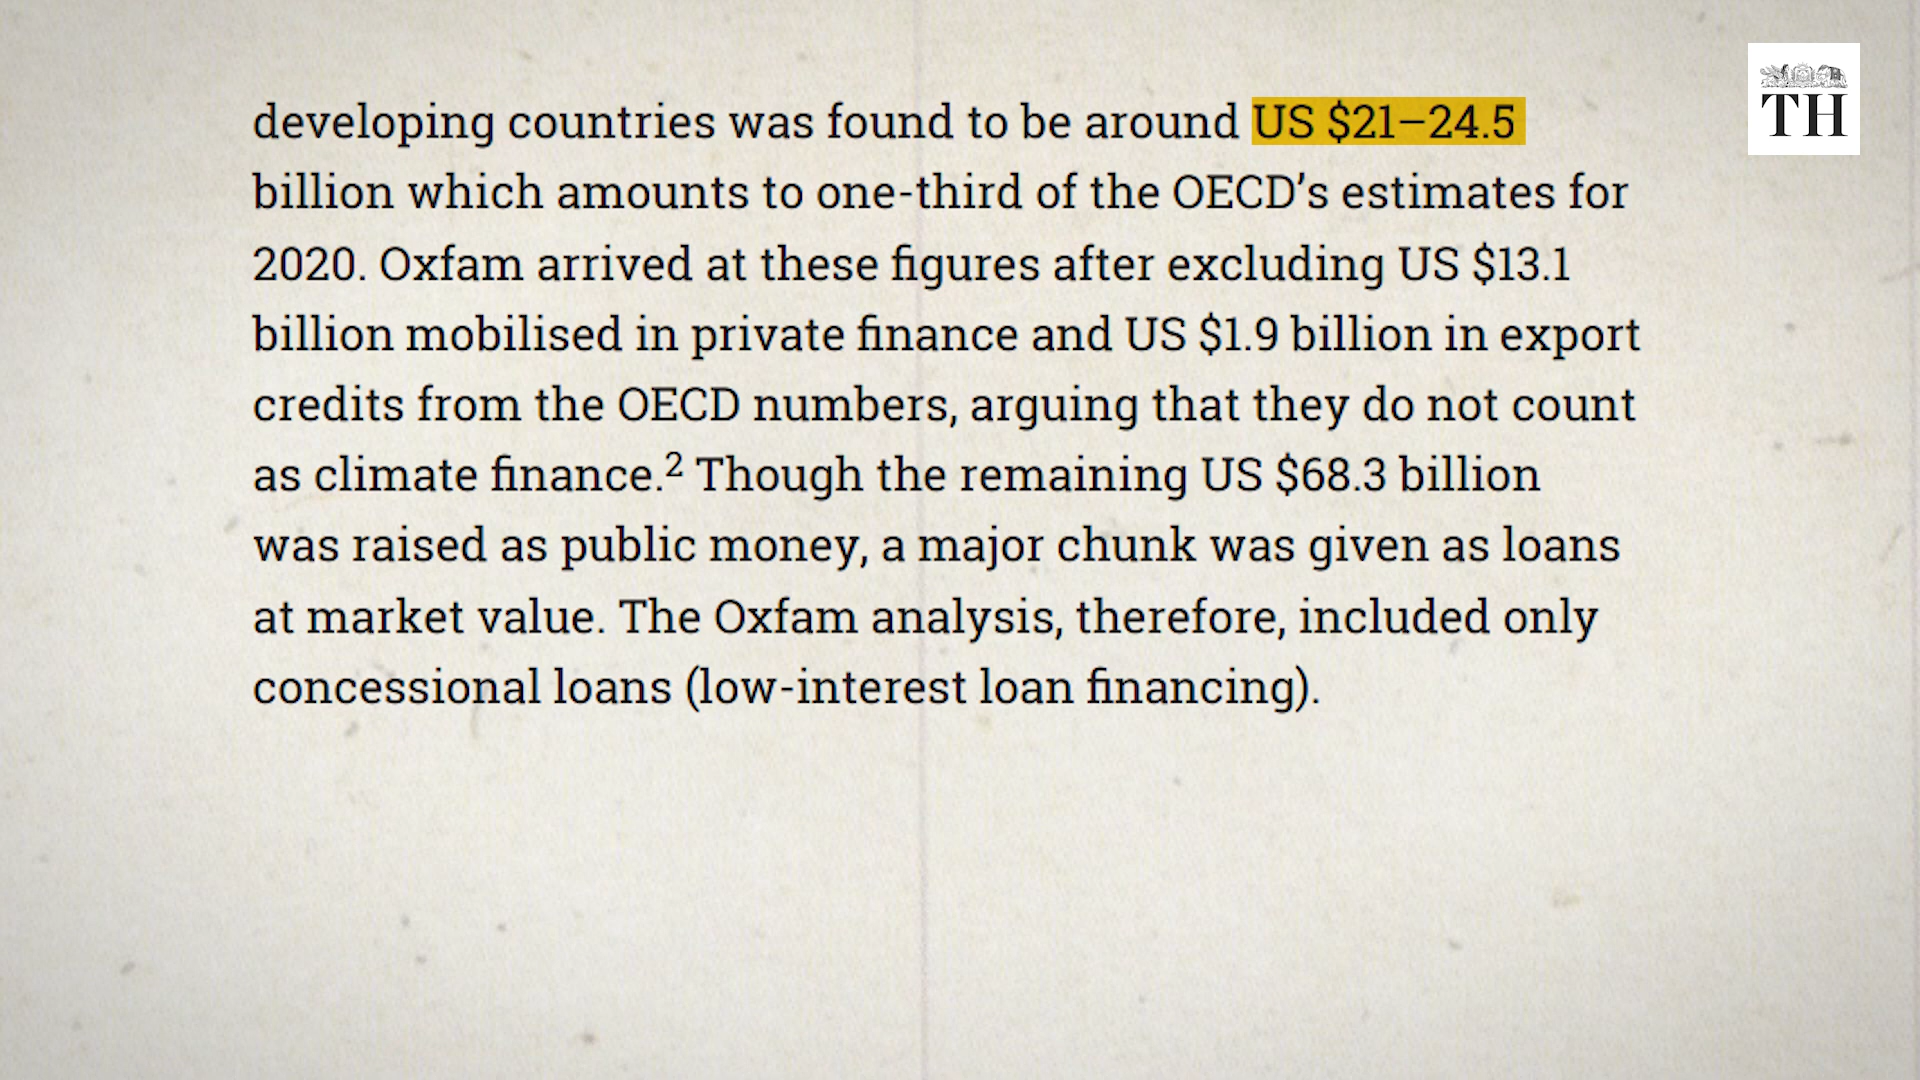 developing countries was found to be around US $21–24.5
billion which amounts to one-third of the OECD’s estimates for
2020. Oxfam arrived at these figures after excluding US $13.1
billion mobilised in private finance and US $1.9 billion in export
credits from the OECD numbers, arguing that they do not count
as climate finance.² Though the remaining US $68.3 billion
was raised as public money, a major chunk was given as loans
at market value. The Oxfam analysis, therefore, included only
concessional loans (low-interest loan financing).
TH